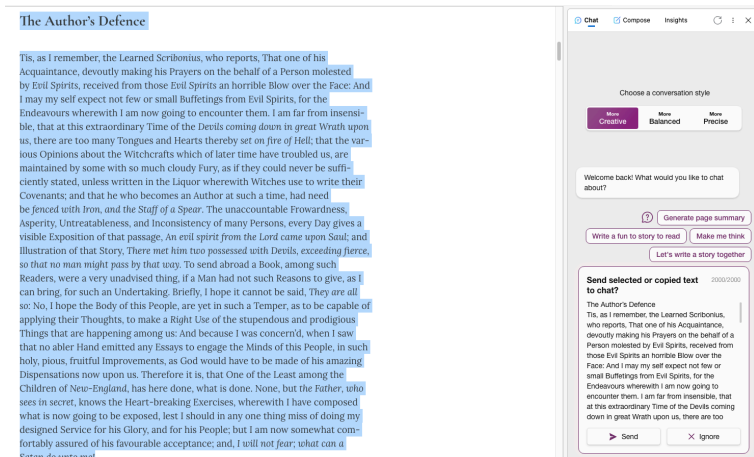 The Author's Defence
Tis, as I remember, the Learned Scribonius, who reports, That one of his
Acquaintance, devoutly making his Prayers on the behalf of a Person molested
by Evil Spirits, received from those Evil Spirits an horrible Blow over the Face: And
I may my self expect not few or small Buffetings from Evil Spirits, for the
Endeavours wherewith I am now going to encounter them. I am far from insensi-
ble, that at this extraordinary Time of the Devils coming down in great Wrath upon
us, there are too many Tongues and Hearts thereby set on fire of Hell; that the var-
ious Opinions about the Witchcrafts which of later time have troubled us, are
maintained by some with so much cloudy Fury, as if they could never be suffi-
ciently stated, unless written in the Liquor wherewith Witches use to write their
Covenants; and that he who becomes an Author at such a time, had need
be fenced with Iron, and the Staff of a Spear. The unaccountable Frowardness,
Asperity, Untreatableness, and Inconsistency of many Persons, every Day gives a
visible Exposition of that passage, An evil spirit from the Lord came upon Saul; and
Illustration of that Story, There met him two possessed with Devils, exceeding fierce,
so that no man might pass by that way. To send abroad a Book, among such
Readers, were a very unadvised thing, if a Man had not such Reasons to give, as I
can bring, for such an Undertaking. Briefly, I hope it cannot be said, They are all
so: No, I hope the Body of this People, are yet in such a Temper, as to be capable of
applying their Thoughts, to make a Right Use of the stupendous and prodigious
Things that are happening among us: And because I was concern'd, when I saw
that no abler Hand emitted any Essays to engage the Minds of this People, in such
holy, pious, fruitful Improvements, as God would have to be made of his amazing
Dispensations now upon us. Therefore it is, that One of the Least among the
Children of New-England, has here done, what is done. None, but the Father, who
sees in secret, knows the Heart-breaking Exercises, wherewith I have composed
what is now going to be exposed, lest I should in any one thing miss of doing my
designed Service for his Glory, and for his People; but I am now somewhat com-
fortably assured of his favourable acceptance; and, I will not fear; what can a
Satan do unto me!
Chat Compose Insights
Choose a conversation style
More Creative
More Balanced
More Precise
Welcome back! What would you like to chat
about?
Generate page summary
Write a fun to story to read
Make me think
Let's write a story together
Send selected or copied text 2000/2000
to chat?
The Author's Defence
Tis, as I remember, the Learned Scribonius,
who reports, That one of his Acquaintance,
devoutly making his Prayers on the behalf of a
Person molested by Evil Spirits, received from
those Evil Spirits an horrible Blow over the
Face: And I may my self expect not few or
small Buffetings from Evil Spirits, for the
Endeavours wherewith I am now going to
encounter them. I am far from insensible, that
at this extraordinary Time of the Devils coming
down in great Wrath upon us, there are too
Send
Ignore